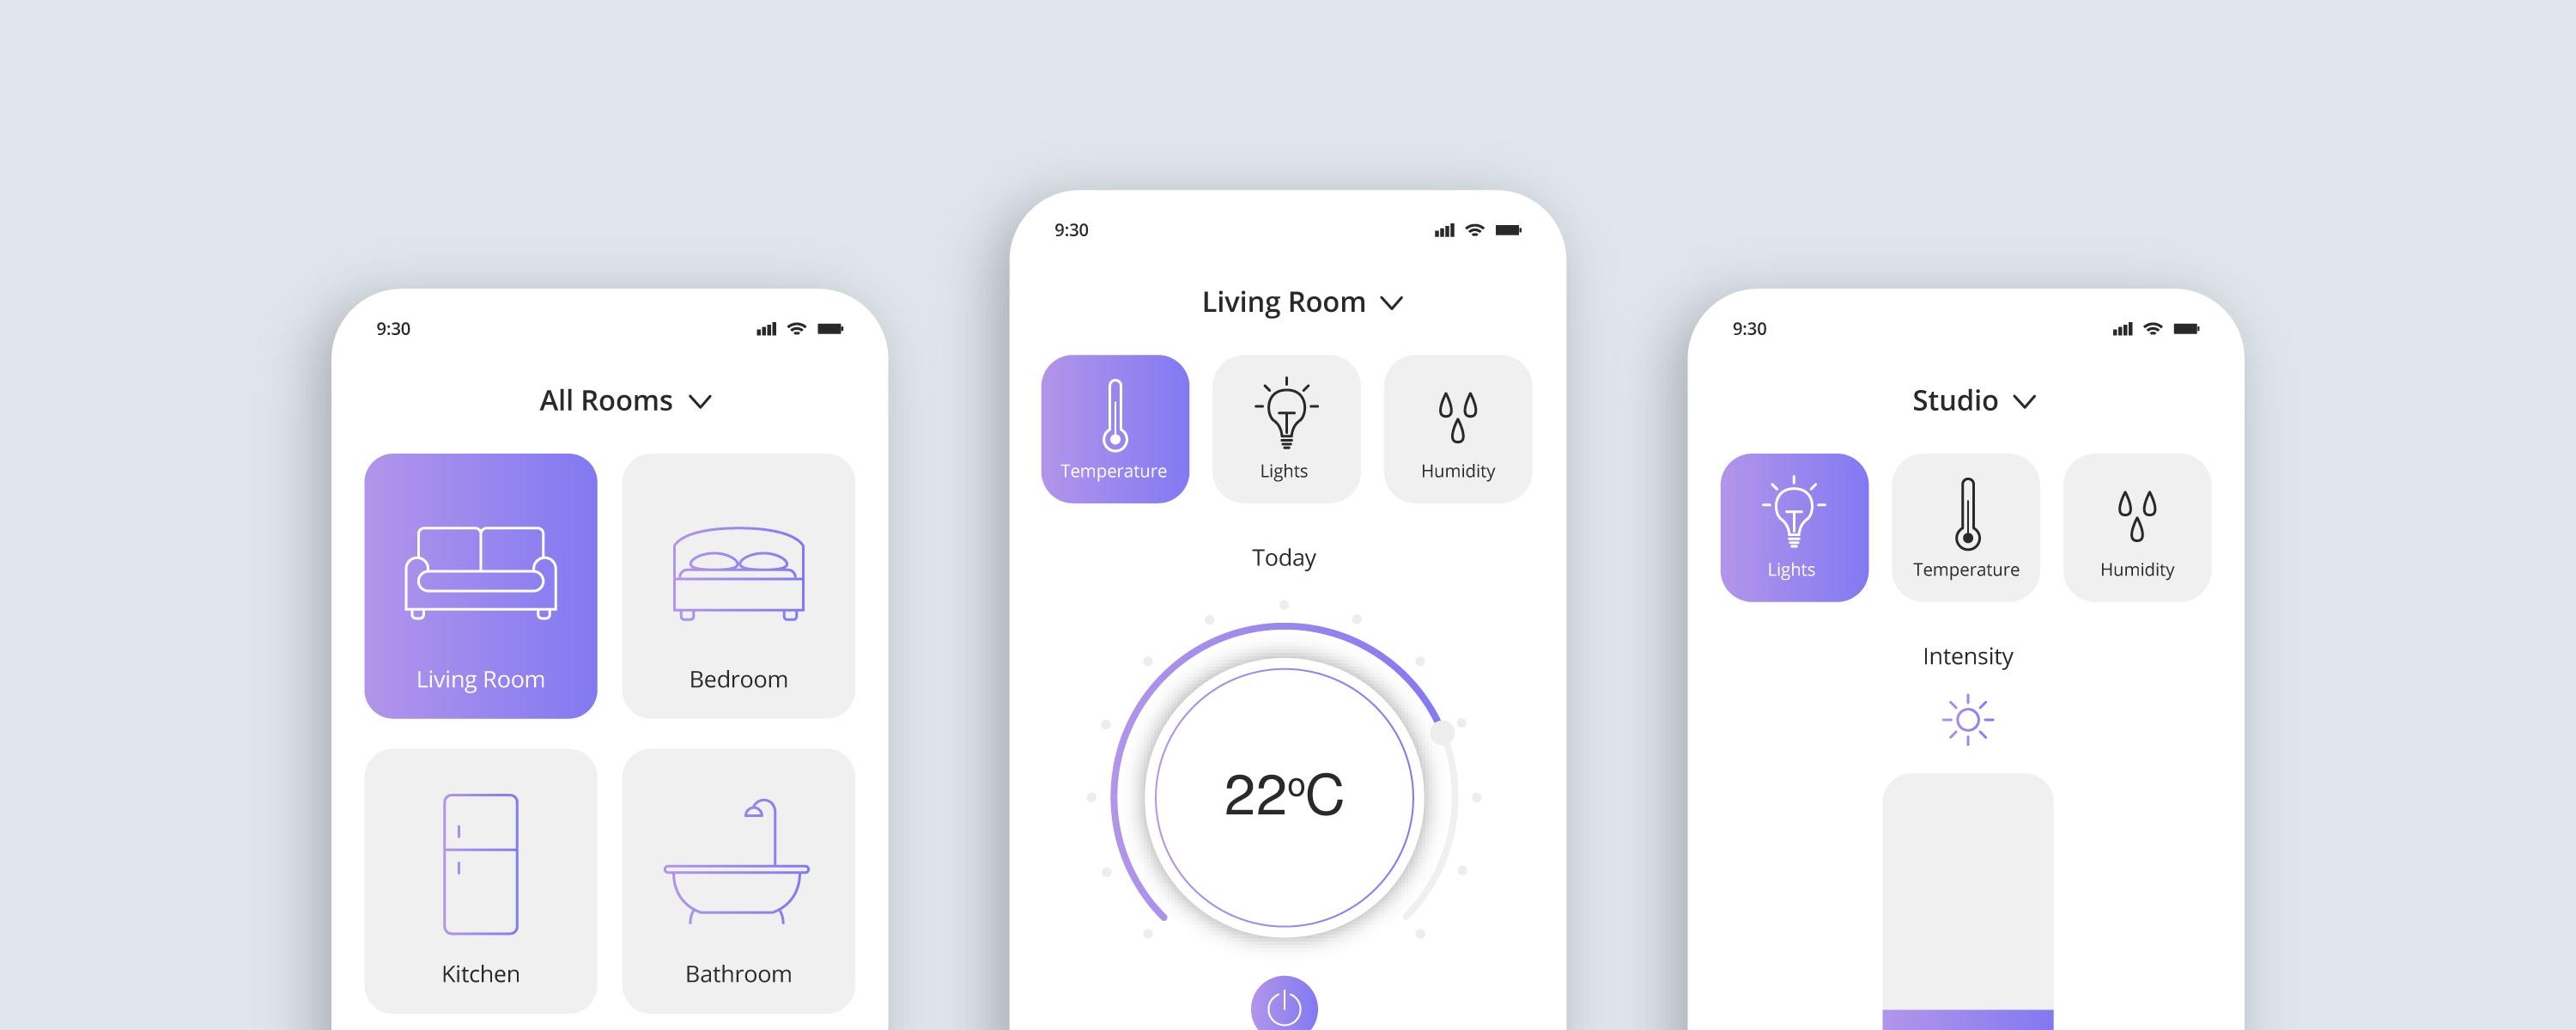 9:30
All Rooms
Living Room
Bedroom
Kitchen
Bathroom
9:30
Living Room
Temperature
Lights
Humidity
Today
22ºC
9:30
Studio
Lights
Temperature
Humidity
Intensity